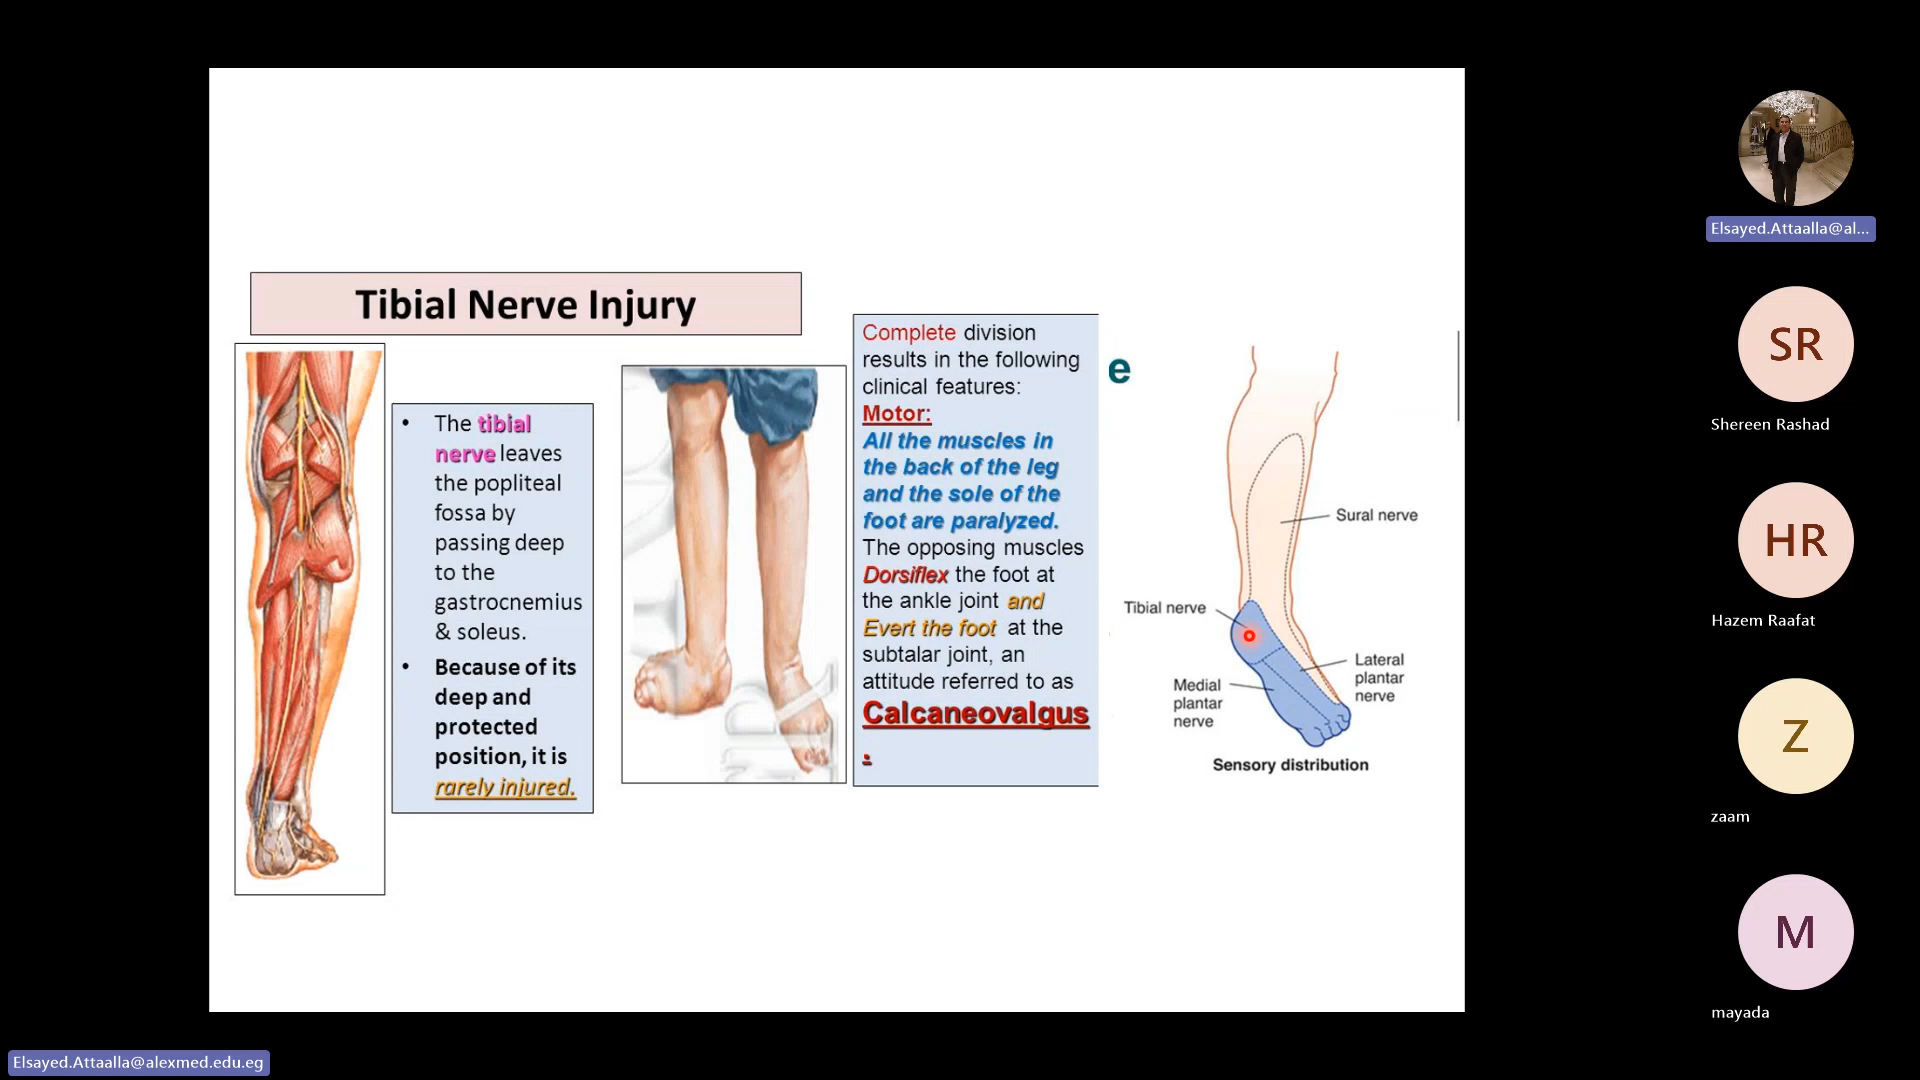 Tibial Nerve Injury
• The tibial
nerve leaves
the popliteal
fossa by
passing deep
to the
gastrocnemius
& soleus.
• Because of its
deep and
protected
position, it is
rarely injured.
Complete division
results in the following
clinical features:
Motor:
All the muscles in
the back of the leg
and the sole of the
foot are paralyzed.
The opposing muscles
Dorsiflex the foot at
the ankle joint and
Evert the foot at the
subtalar joint, an
attitude referred to as
Calcaneovalgus
.
e
Sural nerve
Tibial nerve
Lateral
plantar
nerve
Medial
plantar
nerve
Sensory distribution
Elsayed.Attaalla@al...
SR
Shereen Rashad
HR
Hazem Raafat
Z
zaam
M
mayada
Elsayed.Attaalla@alexmed.edu.eg